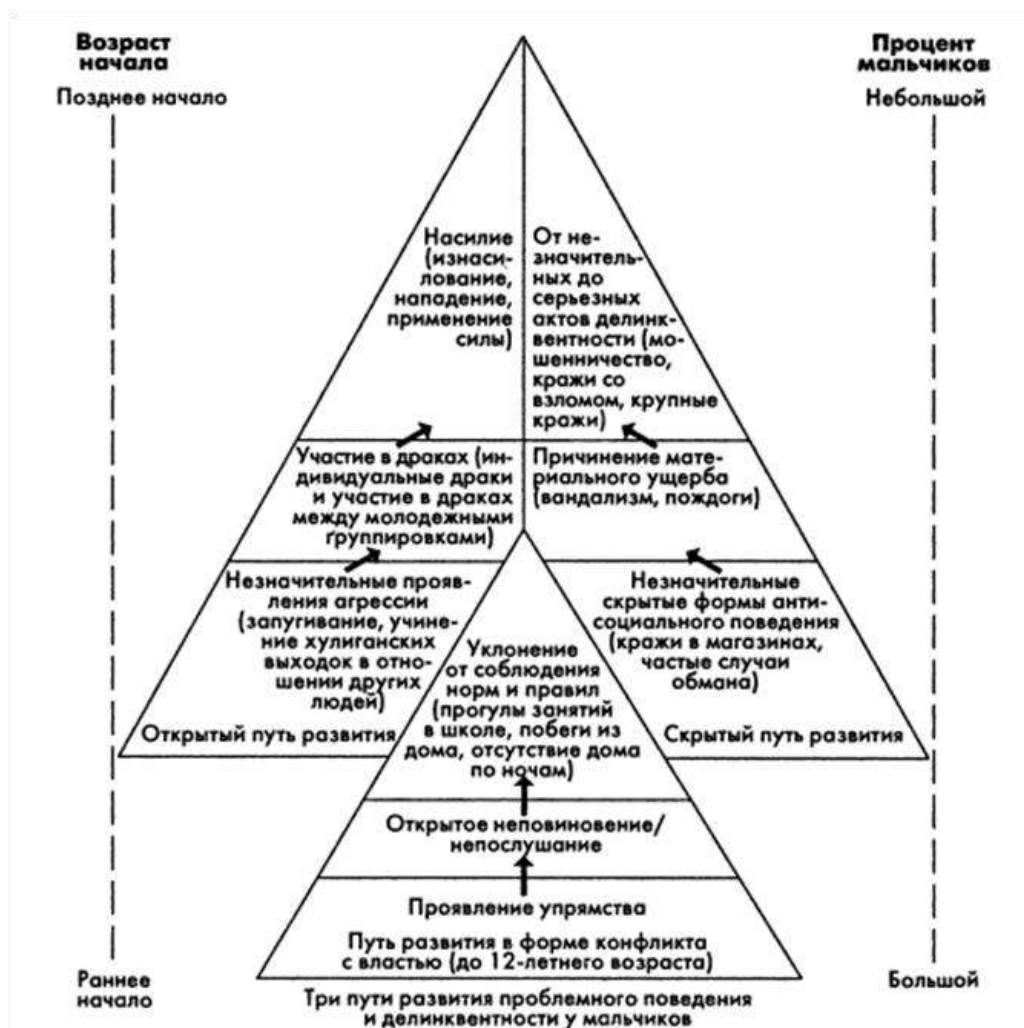 Возраст
начала
Позднее начало
Процент
мальчиков
Небольшой
Насилие
(изнаси-
лование,
нападение,
применение
силы)
От не-
значитель-
ных до
серьезных
актов делинк-
вентности (мо-
шенничество,
кражи со
взломом, крупные
кражи)
Участие в драках (ин-
дивидуальные драки
и участие в драках
между молодежными
группировками)
Причинение мате-
риального ущерба
(вандализм, пождоги)
Незначительные прояв-
ления агрессии
(запугивание, учине-
ние хулиганских
выходок в отно-
шении других
людей)
Открытый путь развития
Незначительные
скрытые формы анти-
социального поведения
(кражи в магазинах,
частые случаи
обмана)
Скрытый путь развития
Уклонение
от соблюдения
норм и правил
(прогулы занятий
в школе, побеги из
дома, отсутствие дома
по ночам)
Открытое неповиновение/
непослушание
Проявление упрямства
Путь развития в форме конфликта
с властью (до 12-летнего возраста)
Раннее
начало
Большой
Три пути развития проблемного поведения
и делинквентности у мальчиков